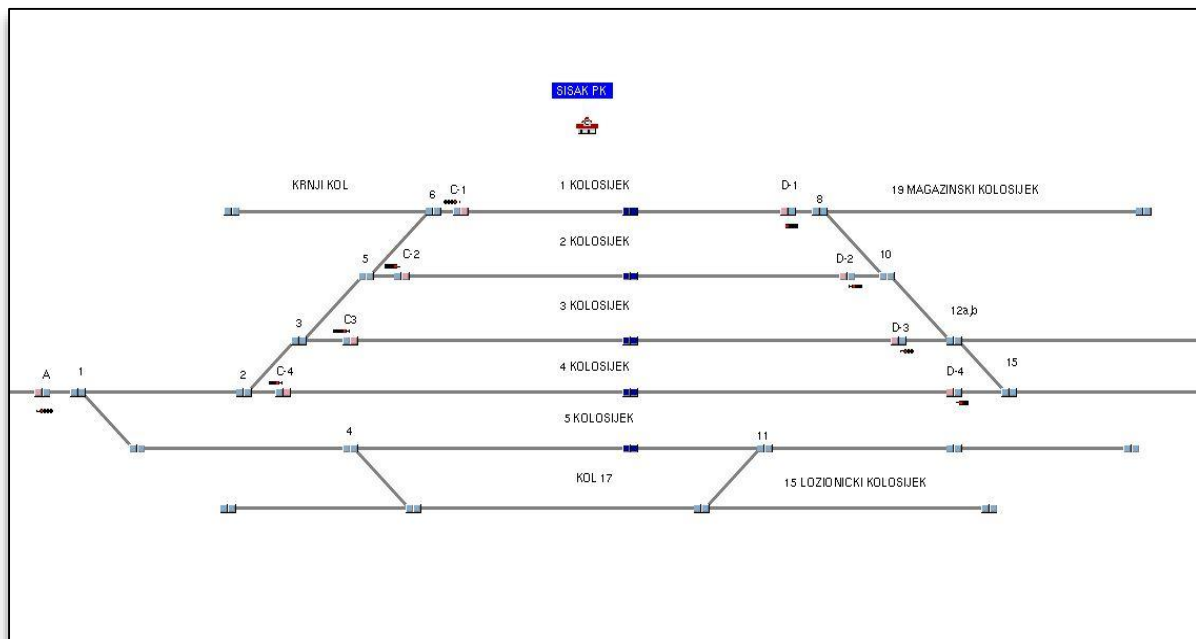 SISAK PK
KRNJI KOL
6
C-1
1 KOLOSIJEK
D-1
8
19 MAGAZINSKI KOLOSIJEK
2 KOLOSIJEK
5
C-2
D-2
10
3 KOLOSIJEK
3
C3
D-3
12a,b
4 KOLOSIJEK
A
1
2
C-4
D-4
15
5 KOLOSIJEK
4
11
KOL 17
15 LOZIONICKI KOLOSIJEK